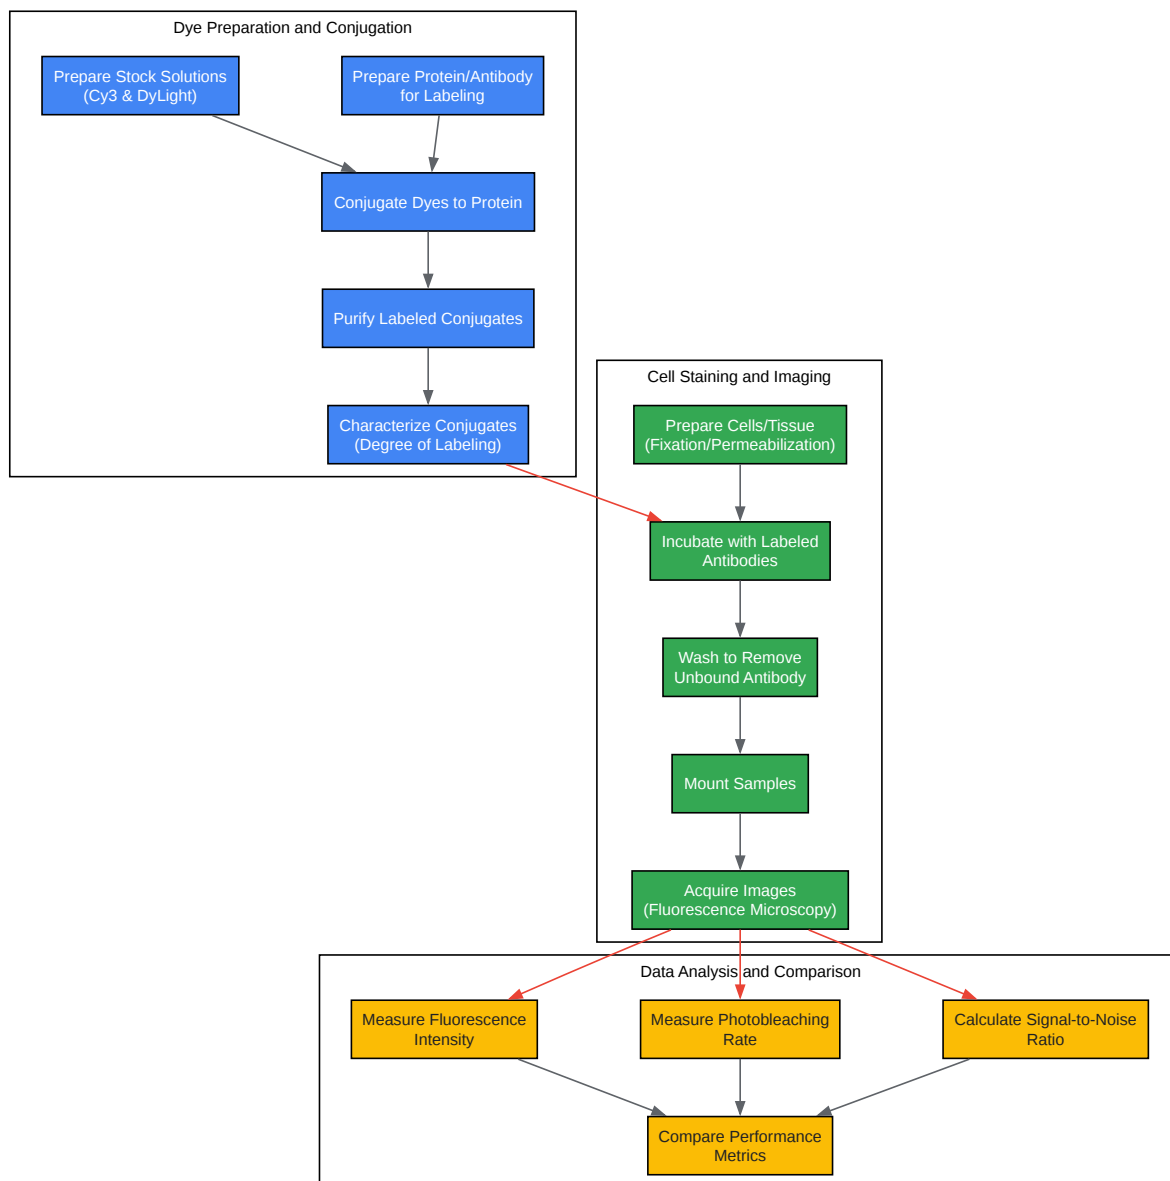 Dye Preparation and Conjugation
Prepare Stock Solutions
(Cy3 & DyLight)
Prepare Protein/Antibody
for Labeling
Conjugate Dyes to Protein
Purify Labeled Conjugates
Characterize Conjugates
(Degree of Labeling)
Cell Staining and Imaging
Prepare Cells/Tissue
(Fixation/Permeabilization)
Incubate with Labeled
Antibodies
Wash to Remove
Unbound Antibody
Mount Samples
Acquire Images
(Fluorescence Microscopy)
Data Analysis and Comparison
Measure Fluorescence
Intensity
Measure Photobleaching
Rate
Calculate Signal-to-Noise
Ratio
Compare Performance
Metrics